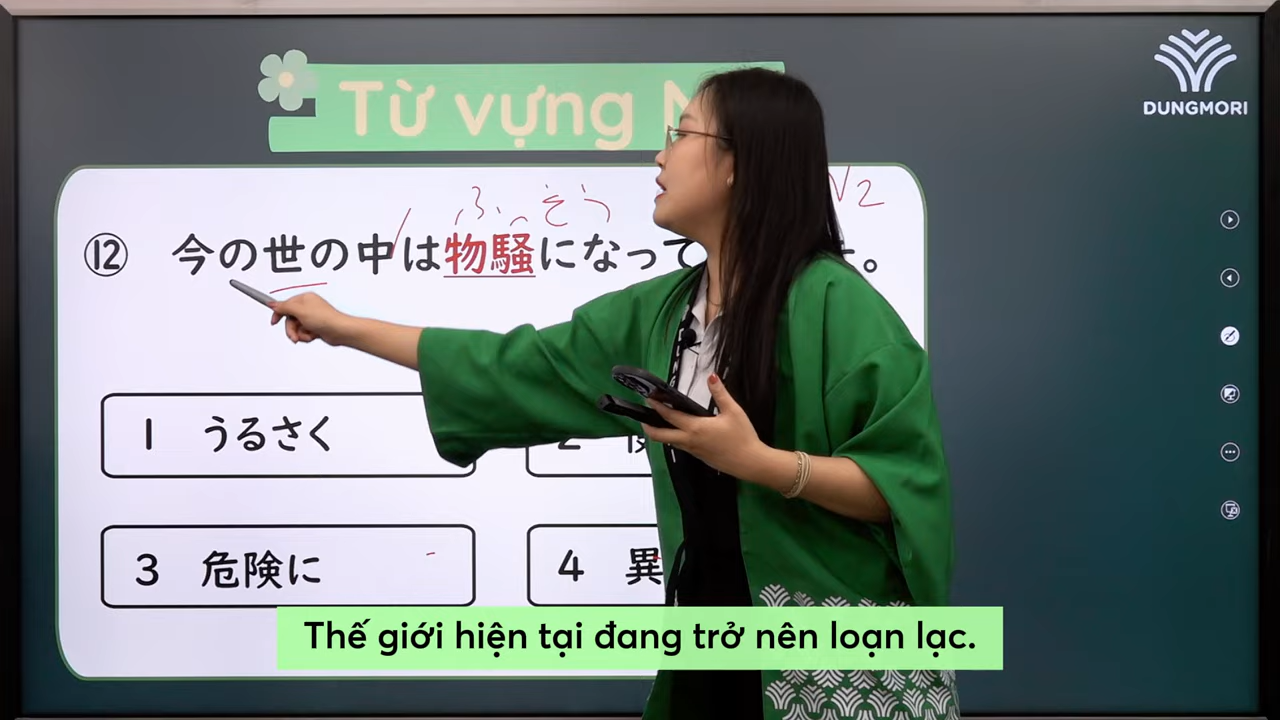 Từ vựng
DUNGMORI
ぶっそう
N2
⑫ 今の世の中は物騒になって
1 うるさく
2
3 危険に
4 異
Thế giới hiện tại đang trở nên loạn lạc.